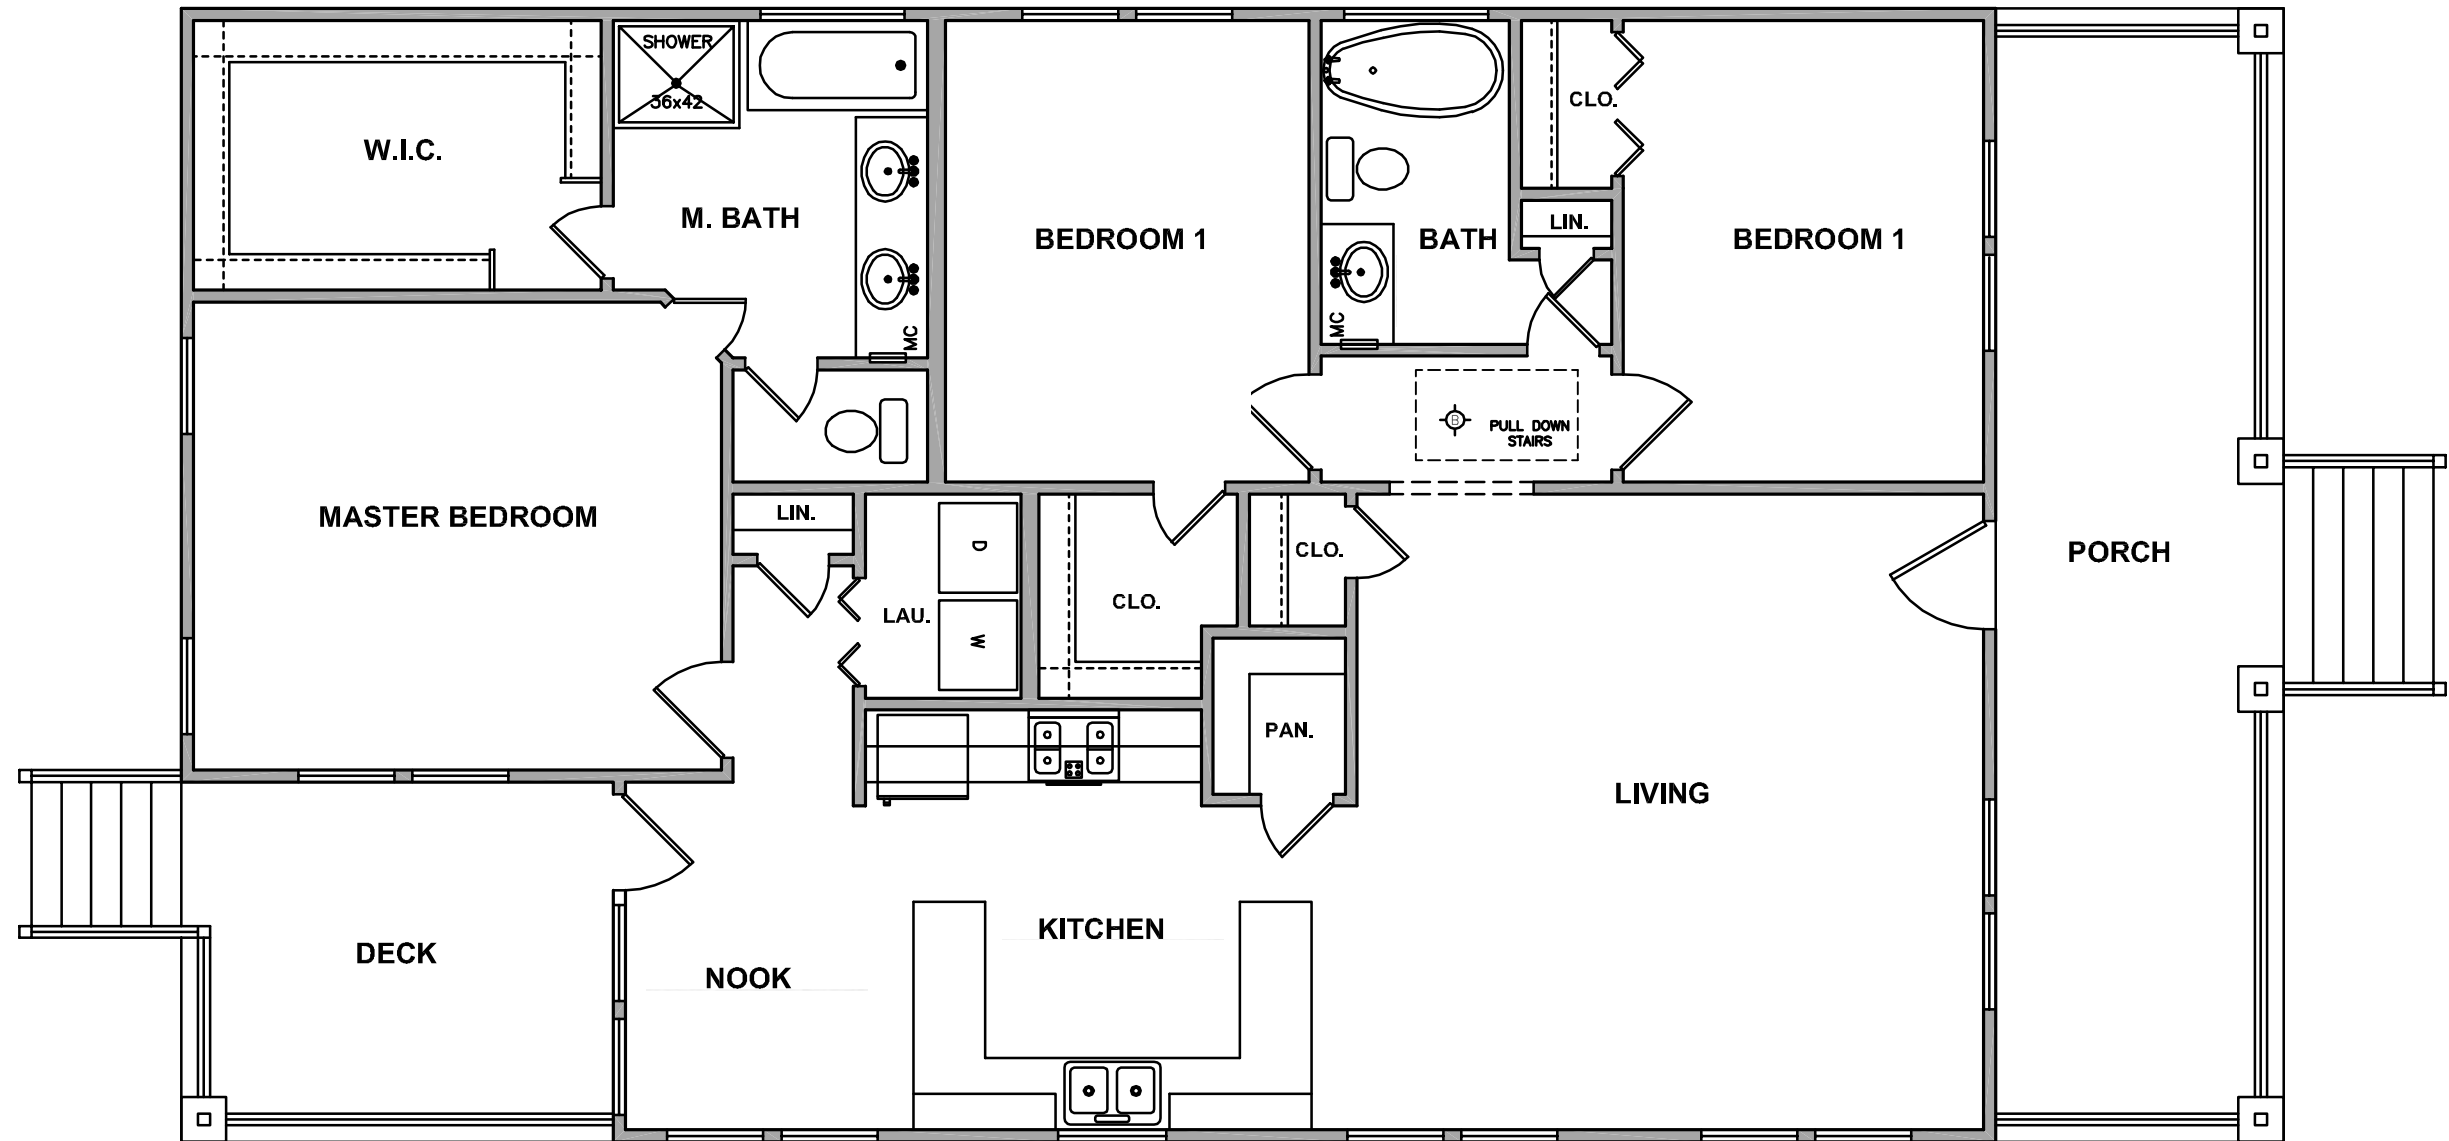 SHOWER
36x42
W.I.C.
M. BATH
MC
BEDROOM 1
BATH
MC
CLO.
LIN.
BEDROOM 1
B
PULL DOWN
STAIRS
MASTER BEDROOM
LIN.
D
W
LAU.
CLO.
CLO.
PAN.
PORCH
LIVING
KITCHEN
NOOK
DECK